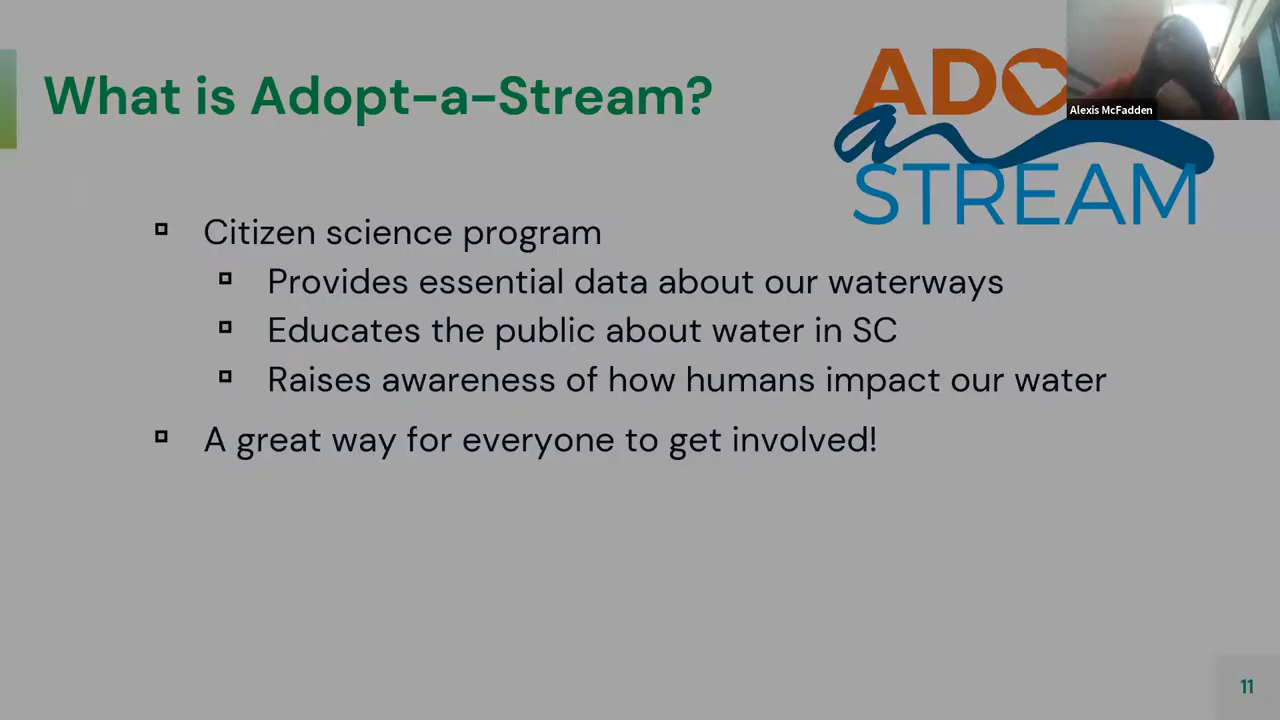 What is Adopt-a-Stream?
ADO
a
STREAM
Alexis McFadden
Citizen science program
Provides essential data about our waterways
Educates the public about water in SC
Raises awareness of how humans impact our water
A great way for everyone to get involved!
11